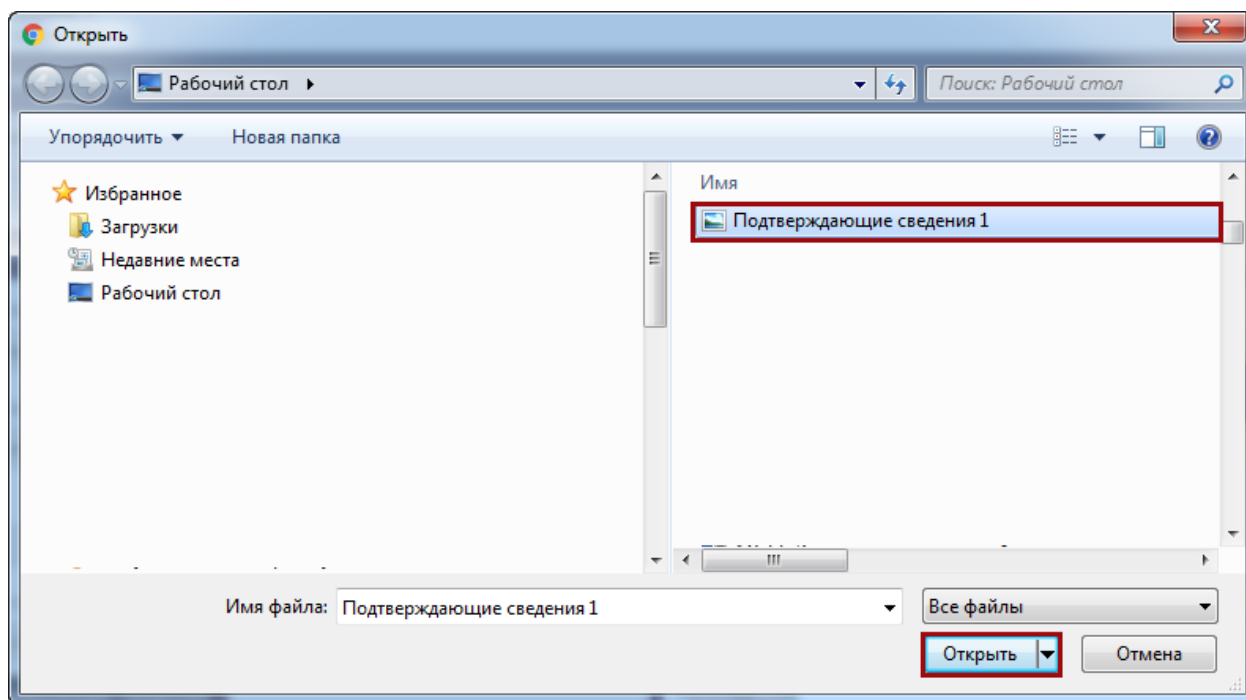 Открыть
Рабочий стол
Поиск: Рабочий стол
Упорядочить Новая папка
Избранное
Загрузки
Недавние места
Рабочий стол
Имя
Подтверждающие сведения 1
Имя файла: Подтверждающие сведения 1 Все файлы
Открыть Отмена